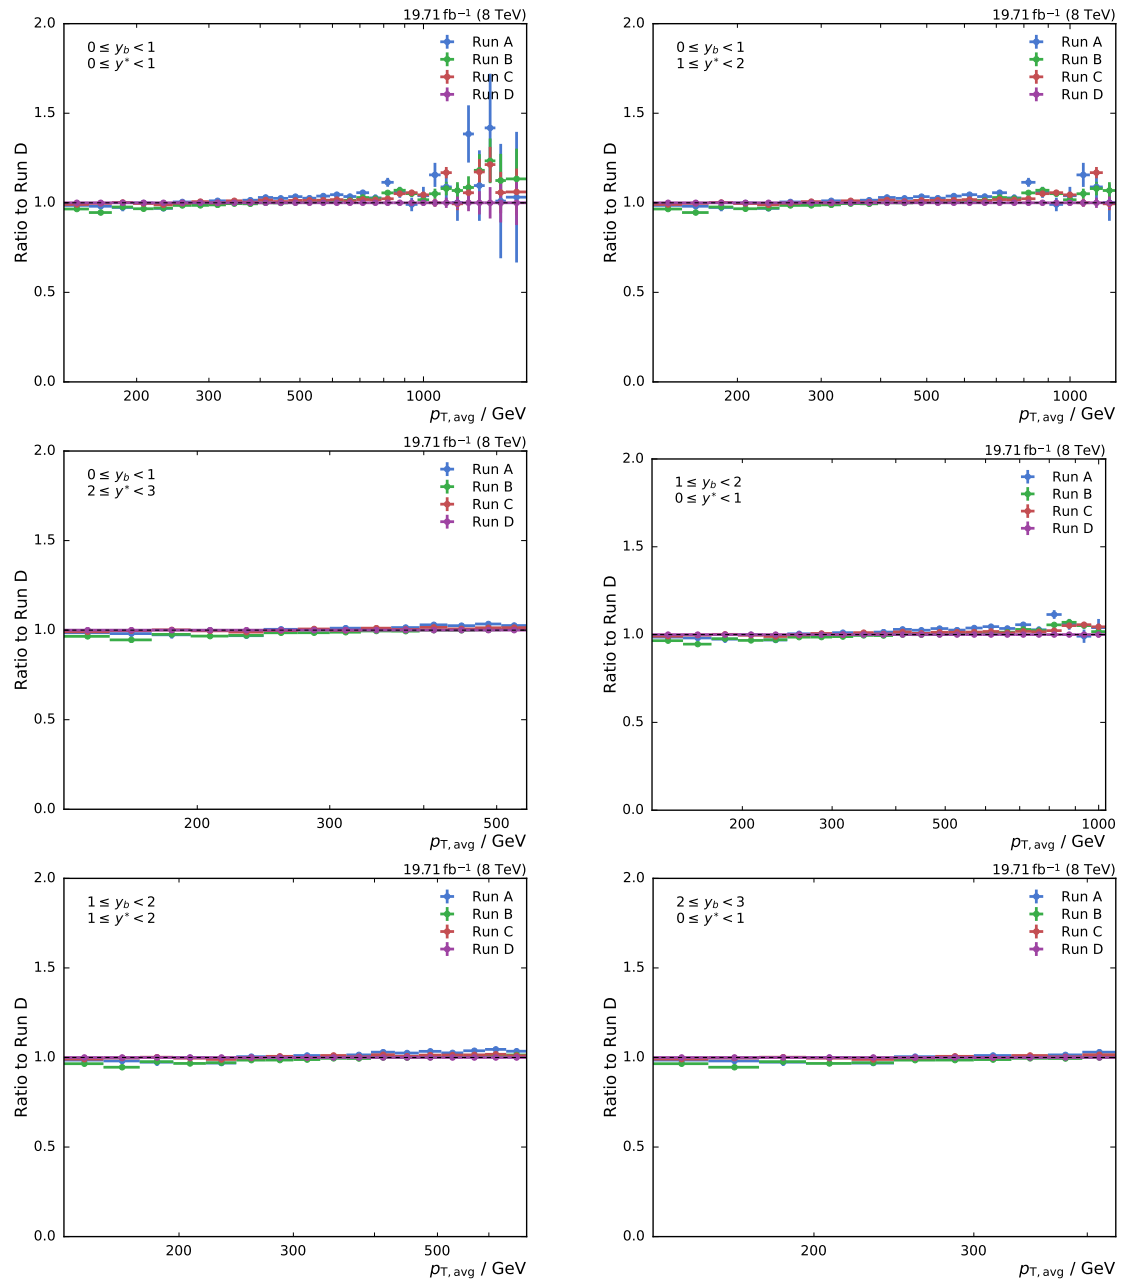 19.71 fb⁻¹ (8 TeV)
0 ≤ y_b < 1
0 ≤ y* < 1
Run A
Run B
Run C
Run D
Ratio to Run D
2.0
1.5
1.0
0.5
0.0
200 300 500 1000
p_T,avg / GeV
19.71 fb⁻¹ (8 TeV)
0 ≤ y_b < 1
1 ≤ y* < 2
Run A
Run B
Run C
Run D
Ratio to Run D
2.0
1.5
1.0
0.5
0.0
200 300 500 1000
p_T,avg / GeV
19.71 fb⁻¹ (8 TeV)
0 ≤ y_b < 1
2 ≤ y* < 3
Run A
Run B
Run C
Run D
Ratio to Run D
2.0
1.5
1.0
0.5
0.0
200 300 500
p_T,avg / GeV
19.71 fb⁻¹ (8 TeV)
1 ≤ y_b < 2
0 ≤ y* < 1
Run A
Run B
Run C
Run D
Ratio to Run D
2.0
1.5
1.0
0.5
0.0
200 300 500 1000
p_T,avg / GeV
19.71 fb⁻¹ (8 TeV)
1 ≤ y_b < 2
1 ≤ y* < 2
Run A
Run B
Run C
Run D
Ratio to Run D
2.0
1.5
1.0
0.5
0.0
200 300 500
p_T,avg / GeV
19.71 fb⁻¹ (8 TeV)
2 ≤ y_b < 3
0 ≤ y* < 1
Run A
Run B
Run C
Run D
Ratio to Run D
2.0
1.5
1.0
0.5
0.0
200 300
p_T,avg / GeV